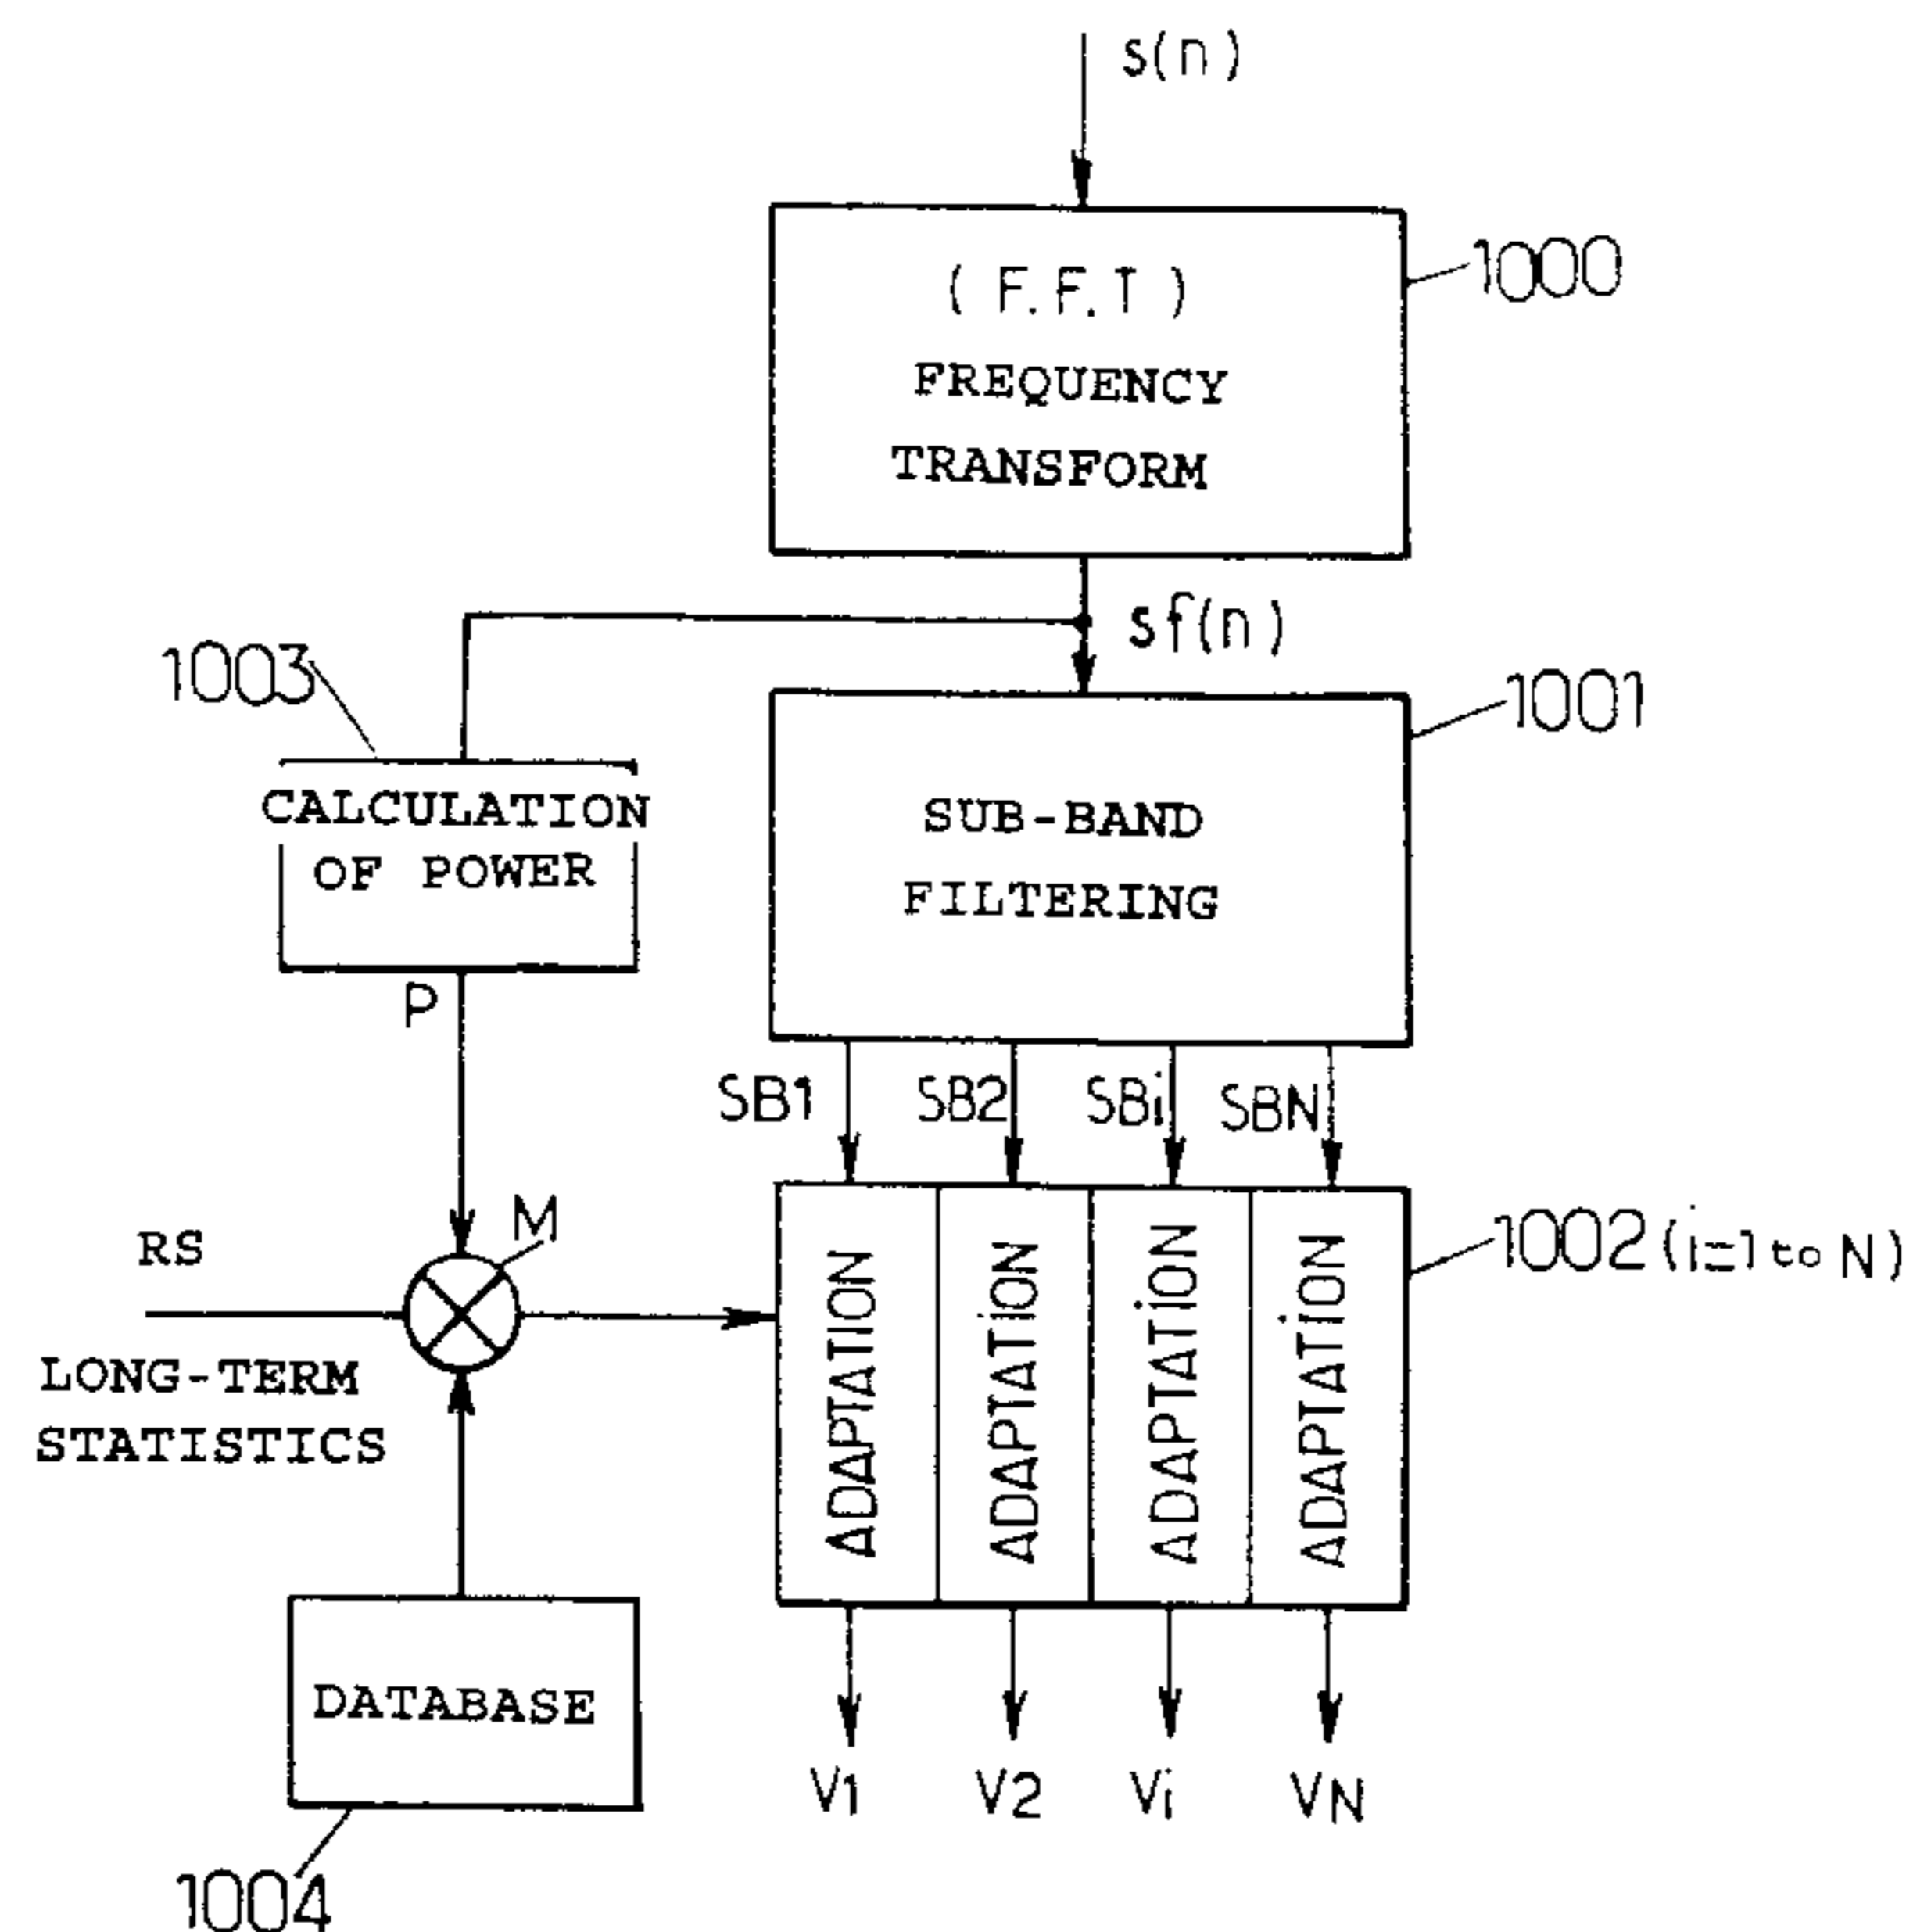 s(n)
(F.F.T)
FREQUENCY
TRANSFORM
1000
sf(n)
1003
1001
CALCULATION
OF POWER
SUB-BAND
FILTERING
P
SB1
SB2
SBi
SBN
M
RS
1002 (i=1 to N)
LONG-TERM
STATISTICS
ADAPTATION
ADAPTATION
ADAPTATION
ADAPTATION
DATABASE
V1
V2
Vi
VN
1004